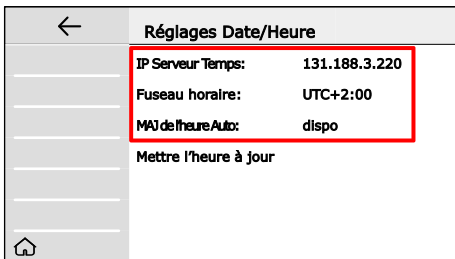 Réglages Date/Heure
IP Serveur Temps: 131.188.3.220
Fuseau horaire: UTC+2:00
MAJ de l'heure Auto: dispo
Mettre l'heure à jour